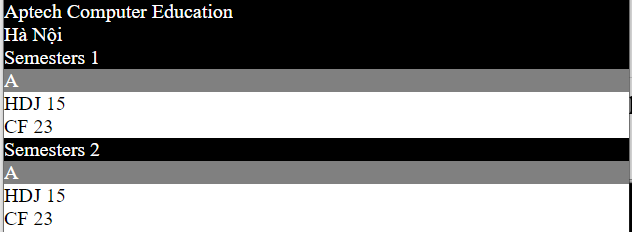 Aptech Computer Education
Hà Nội
Semesters 1
A
HDJ 15
CF 23
Semesters 2
A
HDJ 15
CF 23